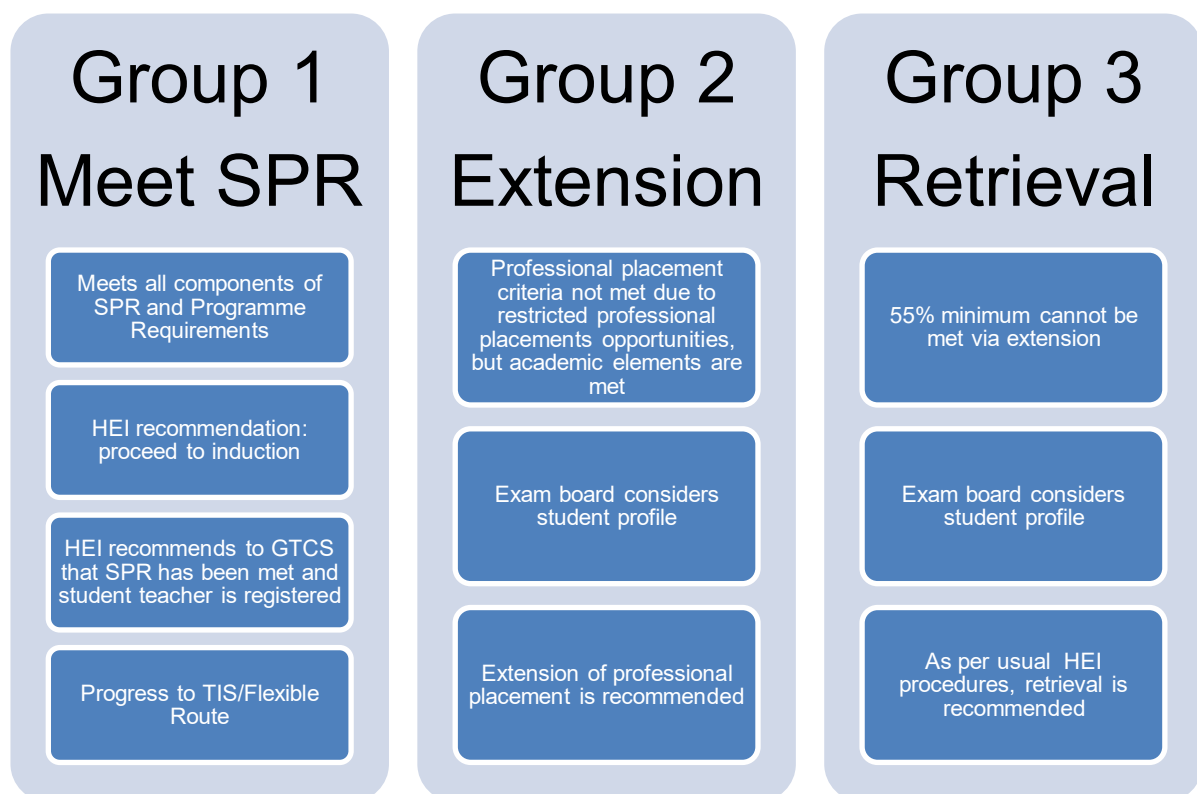 Group 1
Meet SPR
Meets all components of
SPR and Programme
Requirements
HEI recommendation:
proceed to induction
HEI recommends to GTCS
that SPR has been met and
student teacher is registered
Progress to TIS/Flexible
Route
Group 2
Extension
Professional placement
criteria not met due to
restricted professional
placements opportunities,
but academic elements are
met
Exam board considers
student profile
Extension of professional
placement is recommended
Group 3
Retrieval
55% minimum cannot be
met via extension
Exam board considers
student profile
As per usual HEI
procedures, retrieval is
recommended